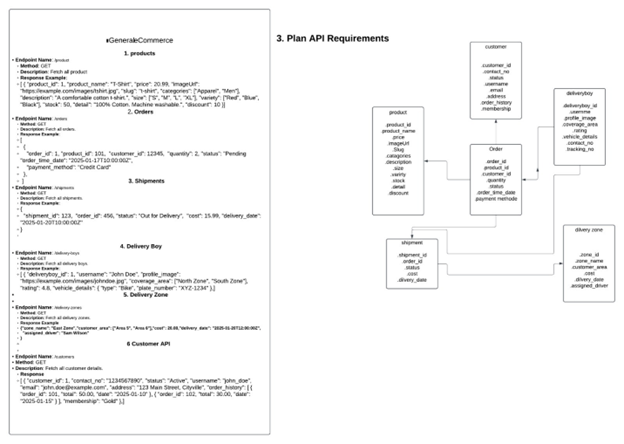 GeneraleCommerce
1. products
Endpoint Name: /product
Method: GET
Description: Fetch all product
Response Example:
[ { "product_id": 1, "product_name": "T-Shirt", "price": 20.99, "imageUrl":
"https://example.com/images/tshirt.jpg", "slug": "t-shirt", "categories": ["Apparel", "Men"],
"description": "A comfortable cotton t-shirt.", "size": ["S", "M", "L", "XL"], "variety": ["Red", "Blue",
"Black"], "stock": 50, "detail": "100% Cotton. Machine washable.", "discount": 10 }]
2. Orders
Endpoint Name: /orders
Method: GET
Description: Fetch all orders.
Response Example
[
{
"order_id": 1, "product_id": 101, "customer_id": 12345, "quantity": 2, "status": "Pending
"order_time_date": "2025-01-17T10:00:00Z",
"payment_method": "Credit Card"
},
]
3. Shipments
Endpoint Name: /shipments
Method: GET
Description: Fetch all shipments.
Response Example
{
"shipment_id": 123, "order_id": 456, "status": "Out for Delivery", "cost": 15.99, "delivery_date":
"2025-01-20T10:00:00Z"
}
4. Delivery Boy
Endpoint Name: /delivery-boys
Method: GET
Description: Fetch all delivery boys
Response Example
[ { "deliveryboy_id": 1, "username": "John Doe", "profile_image":
"https://example.com/images/johndoe.jpg", "coverage_area": ["North Zone", "South Zone"],
"rating": 4.8, "vehicle_details": { "type": "Bike", "plate_number": "XYZ-1234" },]
5. Delivery Zone
Endpoint Name: /delivery-zones
Method: GET
Description: Fetch all delivery zones.
Response Example
{"zone_name": "East Zone","customer_area": ["Area 5", "Area 6"],"cost": 20.00,"delivery_date": "2025-01-20T12:00:00Z",
"assigned_driver": "Sam Wilson"
}
6 Customer API
Endpoint Name: /customers
Method: GET
Description: Fetch all customer details.
Response
[ { "customer_id": 1, "contact_no": "1234567890", "status": "Active", "username": "john_doe",
"email": "john.doe@example.com", "address": "123 Main Street, Cityville", "order_history": [ {
"order_id": 101, "total": 50.00, "date": "2025-01-10" }, { "order_id": 102, "total": 30.00, "date":
"2025-01-15" } ], "membership": "Gold" },]
3. Plan API Requirements
customer
.customer_id
.contact_no
.status
.username
.email
.address
.order_history
.membership
product
.product_id
.product_name
.price
.imageUrl
.Slug
.catagories
.description
.size
.varirty
.stock
.detail
.discount
Order
.order_id
.product_id
.customer_id
.quantity
.status
.order_time_date
payment methode
deliveryboy
.deliveryboy_id
.username
.profile_image
.coverage_area
.rating
.vehicle_details
.contact_no
tracking_no
shipment
.shipment_id
.order_id
.status
.cost
.dilvery_date
dilvery zone
.zone_id
.zone_name
.customer_area
.cost
.dilvery_date
.assigned_driver